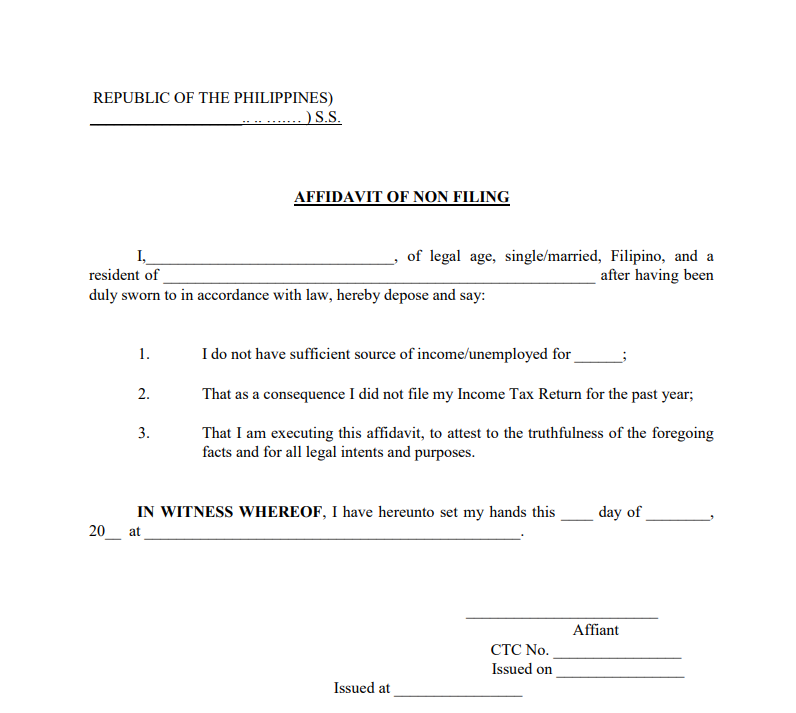 REPUBLIC OF THE PHILIPPINES)
___________________.. .. ....... ) S.S.
AFFIDAVIT OF NON FILING
I,_______________________________, of legal age, single/married, Filipino, and a
resident of ______________________________________________________ after having been
duly sworn to in accordance with law, hereby depose and say:
1. I do not have sufficient source of income/unemployed for ______;
2. That as a consequence I did not file my Income Tax Return for the past year;
3. That I am executing this affidavit, to attest to the truthfulness of the foregoing
facts and for all legal intents and purposes.
IN WITNESS WHEREOF, I have hereunto set my hands this ____ day of ________,
20__ at _______________________________________________.
________________________
Affiant
CTC No. ________________
Issued on ________________
Issued at ________________